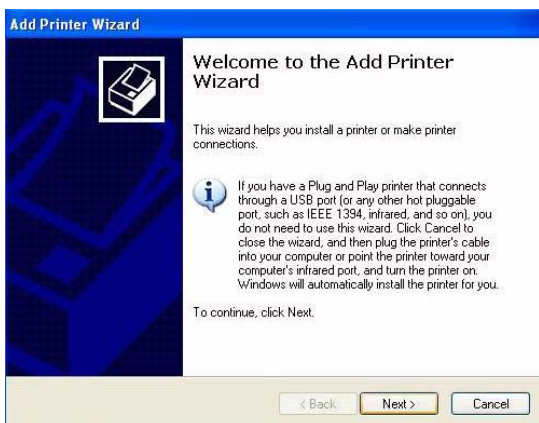 Add Printer Wizard
Welcome to the Add Printer
Wizard
This wizard helps you install a printer or make printer
connections.
If you have a Plug and Play printer that connects
through a USB port (or any other hot pluggable
port, such as IEEE 1394, infrared, and so on), you
do not need to use this wizard. Click Cancel to
close the wizard, and then plug the printer's cable
into your computer or point the printer toward your
computer's infrared port, and turn the printer on.
Windows will automatically install the printer for you.
To continue, click Next.
< Back
Next >
Cancel